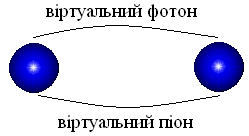 віртуальний фотон
віртуальний піон